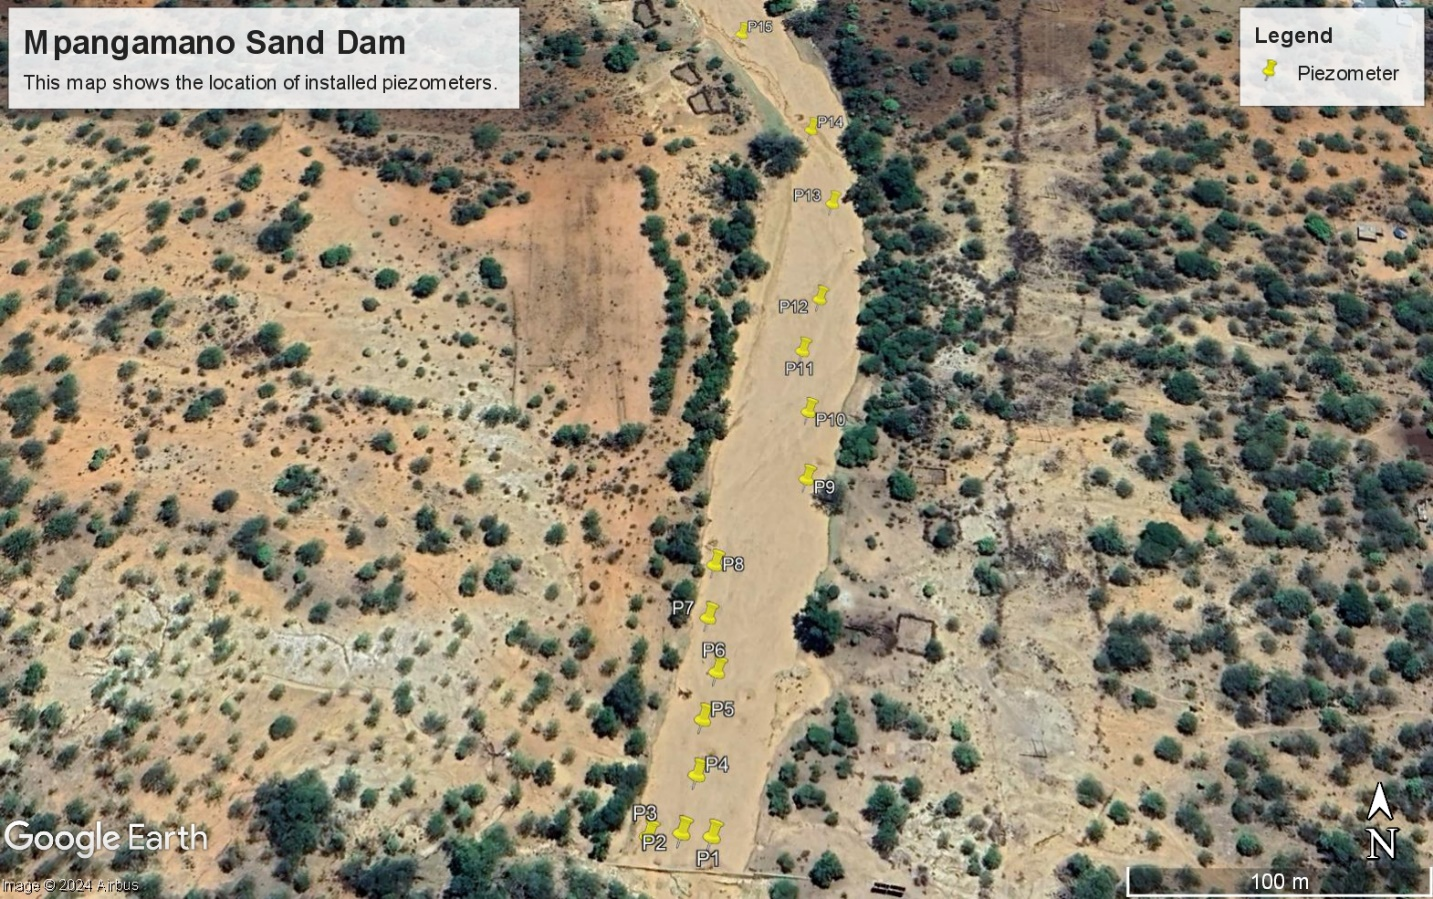 Mpangamano Sand Dam
This map shows the location of installed piezometers.
Legend
Piezometer
P15
P14
P13
P12
P11
P10
P9
P8
P7
P6
P5
P4
P3
P2
P1
Google Earth
Image © 2024 Airbus
N
100 m